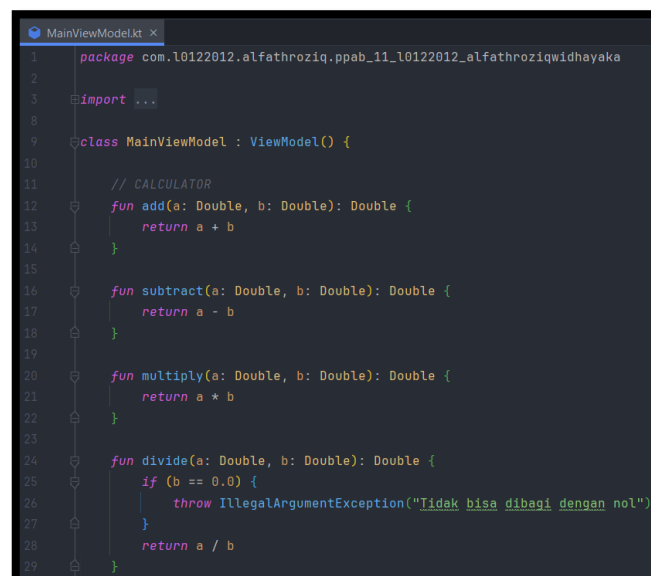 MainViewModel.kt ×
1 package com.l0122012.alfathroziq.ppab_11_l0122012_alfathroziqwidhayaka
2
3 import ...
8
9 class MainViewModel : ViewModel() {
10
11 // CALCULATOR
12 fun add(a: Double, b: Double): Double {
13 return a + b
14 }
15
16 fun subtract(a: Double, b: Double): Double {
17 return a - b
18 }
19
20 fun multiply(a: Double, b: Double): Double {
21 return a * b
22 }
23
24 fun divide(a: Double, b: Double): Double {
25 if (b == 0.0) {
26 throw IllegalArgumentException("Tidak bisa dibagi dengan nol")
27 }
28 return a / b
29 }